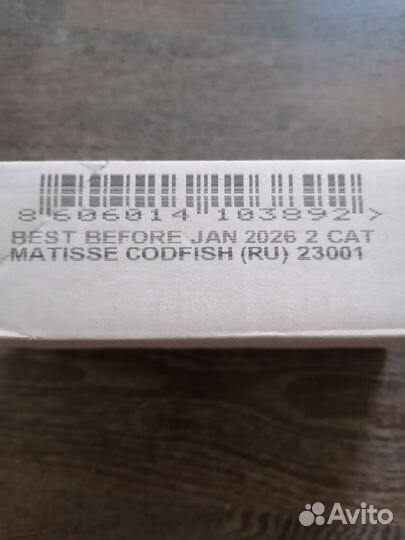 8 606014 103892 >
BEST BEFORE JAN 2026 2 CAT
MATISSE CODFISH (RU) 23001
Avito